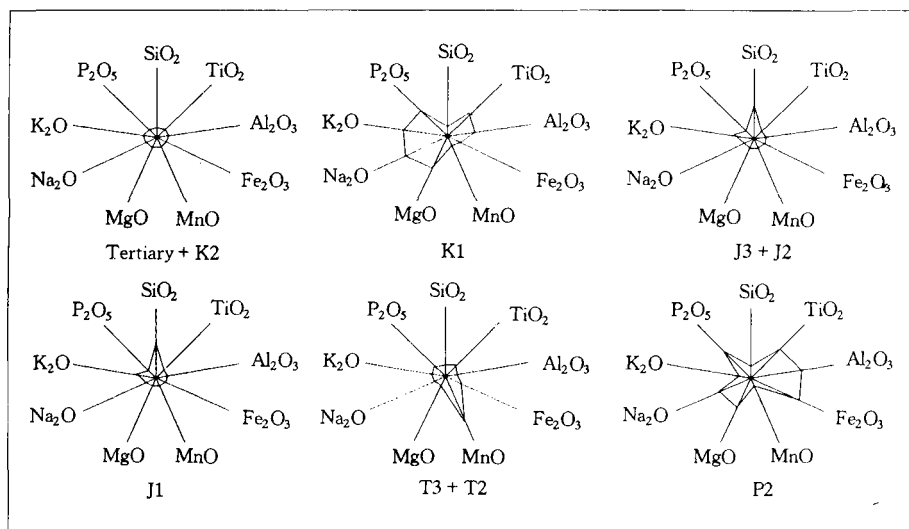 SiO₂
P₂O₅ TiO₂
K₂O Al₂O₃
Na₂O Fe₂O₃
MgO MnO
Tertiary + K2
SiO₂
P₂O₅ TiO₂
K₂O Al₂O₃
Na₂O Fe₂O₃
MgO MnO
K1
SiO₂
P₂O₅ TiO₂
K₂O Al₂O₃
Na₂O Fe₂O₃
MgO MnO
J3 + J2
SiO₂
P₂O₅ TiO₂
K₂O Al₂O₃
Na₂O Fe₂O₃
MgO MnO
J1
SiO₂
P₂O₅ TiO₂
K₂O Al₂O₃
Na₂O Fe₂O₃
MgO MnO
T3 + T2
SiO₂
P₂O₅ TiO₂
K₂O Al₂O₃
Na₂O Fe₂O₃
MgO MnO
P2